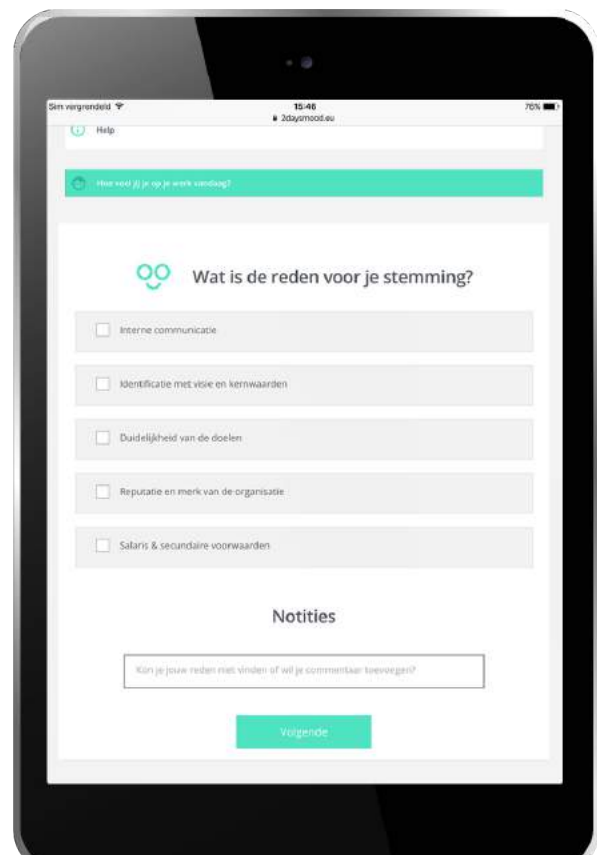 Sim vergrendeld
15:46
76%
2daysmood.eu
Help
Hoe voel jij je op je werk vandaag?
Wat is de reden voor je stemming?
Interne communicatie
Identificatie met visie en kernwaarden
Duidelijkheid van de doelen
Reputatie en merk van de organisatie
Salaris & secundaire voorwaarden
Notities
Kon je jouw reden niet vinden of wil je commentaar toevoegen?
Volgende